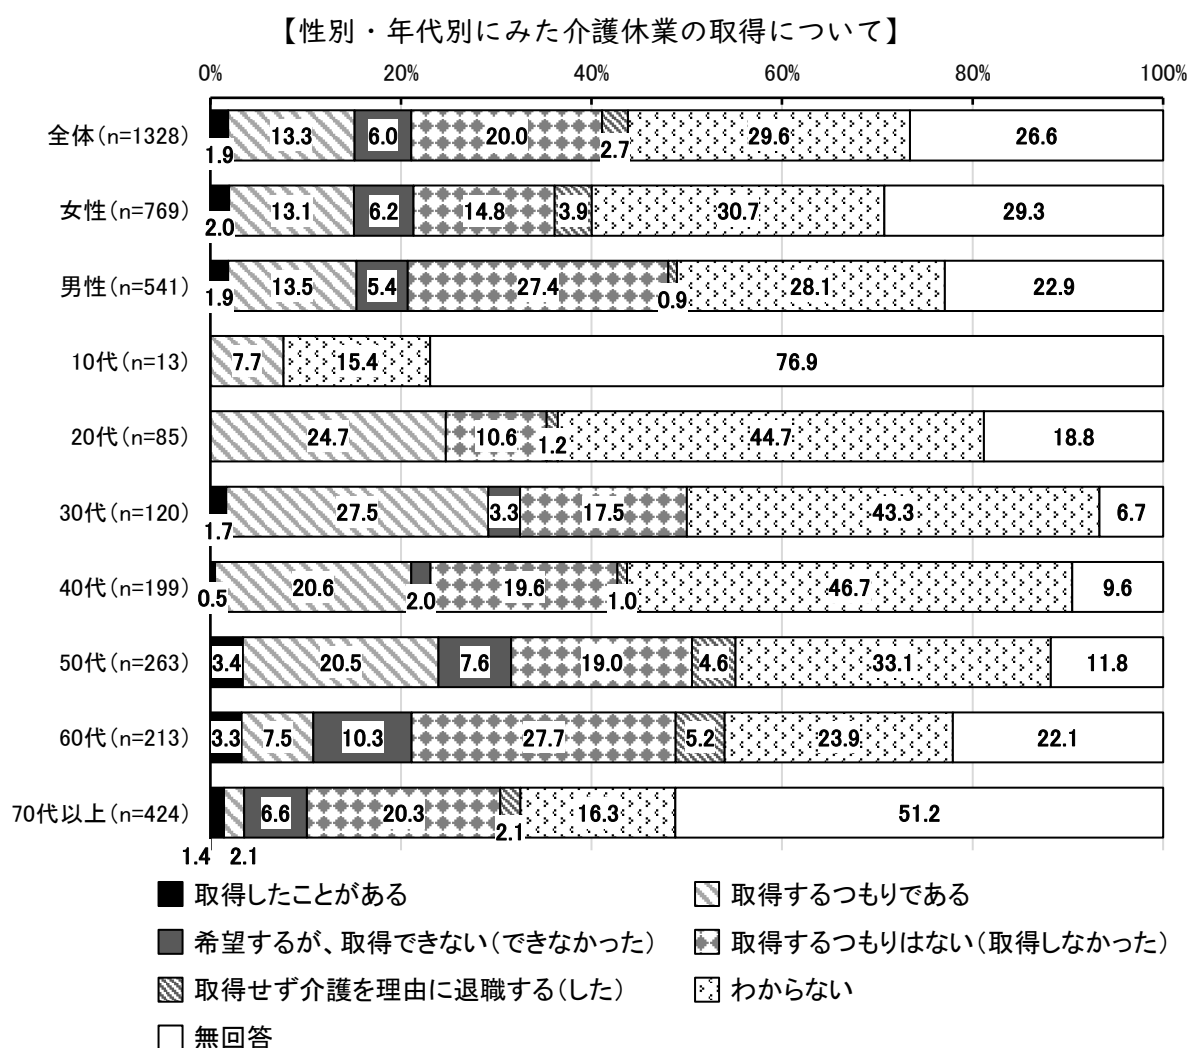 【性別・年代別にみた介護休業の取得について】
0% 20% 40% 60% 80% 100%
全体(n=1328) 1.9 13.3 6.0 20.0 2.7 29.6 26.6
女性(n=769) 2.0 13.1 6.2 14.8 3.9 30.7 29.3
男性(n=541) 1.9 13.5 5.4 27.4 0.9 28.1 22.9
10代(n=13) 7.7 15.4 76.9
20代(n=85) 24.7 10.6 1.2 44.7 18.8
30代(n=120) 1.7 27.5 3.3 17.5 43.3 6.7
40代(n=199) 0.5 20.6 2.0 19.6 1.0 46.7 9.6
50代(n=263) 3.4 20.5 7.6 19.0 4.6 33.1 11.8
60代(n=213) 3.3 7.5 10.3 27.7 5.2 23.9 22.1
70代以上(n=424) 1.4 2.1 6.6 20.3 2.1 16.3 51.2
取得したことがある 取得するつもりである
希望するが、取得できない(できなかった) 取得するつもりはない(取得しなかった)
取得せず介護を理由に退職する(した) わからない
無回答